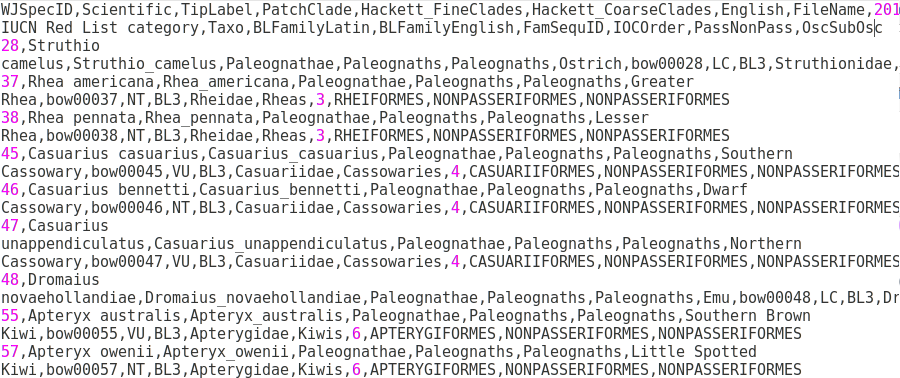 WJSpecID,Scientific,TipLabel,PatchClade,Hackett_FineClades,Hackett_CoarseClades,English,FileName,201
IUCN Red List category,Taxo,BLFamilyLatin,BLFamilyEnglish,FamSequID,IOCOrder,PassNonPass,OscSubOsc
28,Struthio
camelus,Struthio_camelus,Paleognathae,Paleognaths,Paleognaths,Ostrich,bow00028,LC,BL3,Struthionidae,
37,Rhea americana,Rhea_americana,Paleognathae,Paleognaths,Paleognaths,Greater
Rhea,bow00037,NT,BL3,Rheidae,Rheas,3,RHEIFORMES,NONPASSERIFORMES,NONPASSERIFORMES
38,Rhea pennata,Rhea_pennata,Paleognathae,Paleognaths,Paleognaths,Lesser
Rhea,bow00038,NT,BL3,Rheidae,Rheas,3,RHEIFORMES,NONPASSERIFORMES,NONPASSERIFORMES
45,Casuarius casuarius,Casuarius_casuarius,Paleognathae,Paleognaths,Paleognaths,Southern
Cassowary,bow00045,VU,BL3,Casuariidae,Cassowaries,4,CASUARIIFORMES,NONPASSERIFORMES,NONPASSERIFORMES
46,Casuarius bennetti,Casuarius_bennetti,Paleognathae,Paleognaths,Paleognaths,Dwarf
Cassowary,bow00046,NT,BL3,Casuariidae,Cassowaries,4,CASUARIIFORMES,NONPASSERIFORMES,NONPASSERIFORMES
47,Casuarius
unappendiculatus,Casuarius_unappendiculatus,Paleognathae,Paleognaths,Paleognaths,Northern
Cassowary,bow00047,VU,BL3,Casuariidae,Cassowaries,4,CASUARIIFORMES,NONPASSERIFORMES,NONPASSERIFORMES
48,Dromaius
novaehollandiae,Dromaius_novaehollandiae,Paleognathae,Paleognaths,Paleognaths,Emu,bow00048,LC,BL3,Dr
55,Apteryx australis,Apteryx_australis,Paleognathae,Paleognaths,Paleognaths,Southern Brown
Kiwi,bow00055,VU,BL3,Apterygidae,Kiwis,6,APTERYGIFORMES,NONPASSERIFORMES,NONPASSERIFORMES
57,Apteryx owenii,Apteryx_owenii,Paleognathae,Paleognaths,Paleognaths,Little Spotted
Kiwi,bow00057,NT,BL3,Apterygidae,Kiwis,6,APTERYGIFORMES,NONPASSERIFORMES,NONPASSERIFORMES